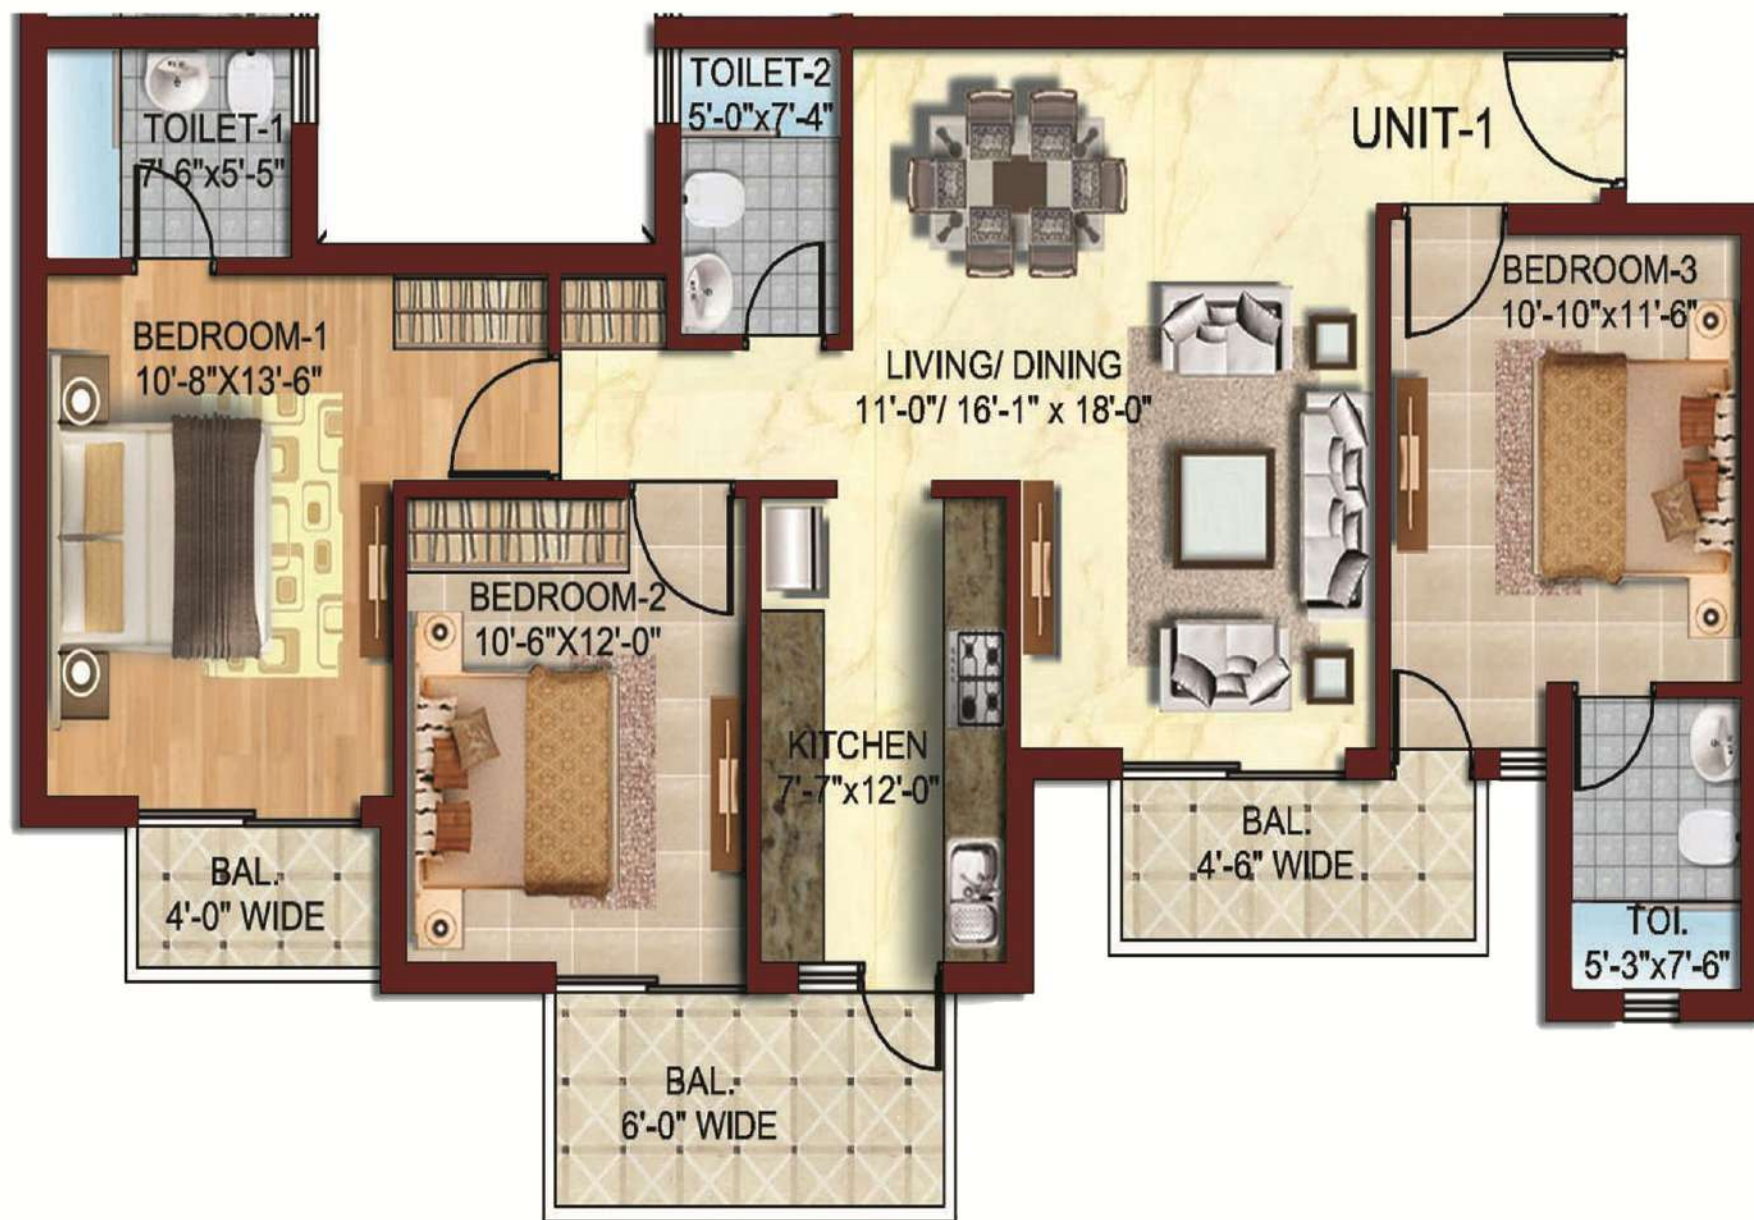 TOILET-1
7'-6"x5'-5"
TOILET-2
5'-0"x7'-4"
UNIT-1
BEDROOM-1
10'-8"X13'-6"
LIVING/ DINING
11'-0"/ 16'-1" x 18'-0"
BEDROOM-3
10'-10"x11'-6"
BEDROOM-2
10'-6"X12'-0"
KITCHEN
7'-7"x12'-0"
BAL.
4'-0" WIDE
BAL.
4'-6" WIDE
TOI.
5'-3"x7'-6"
BAL.
6'-0" WIDE